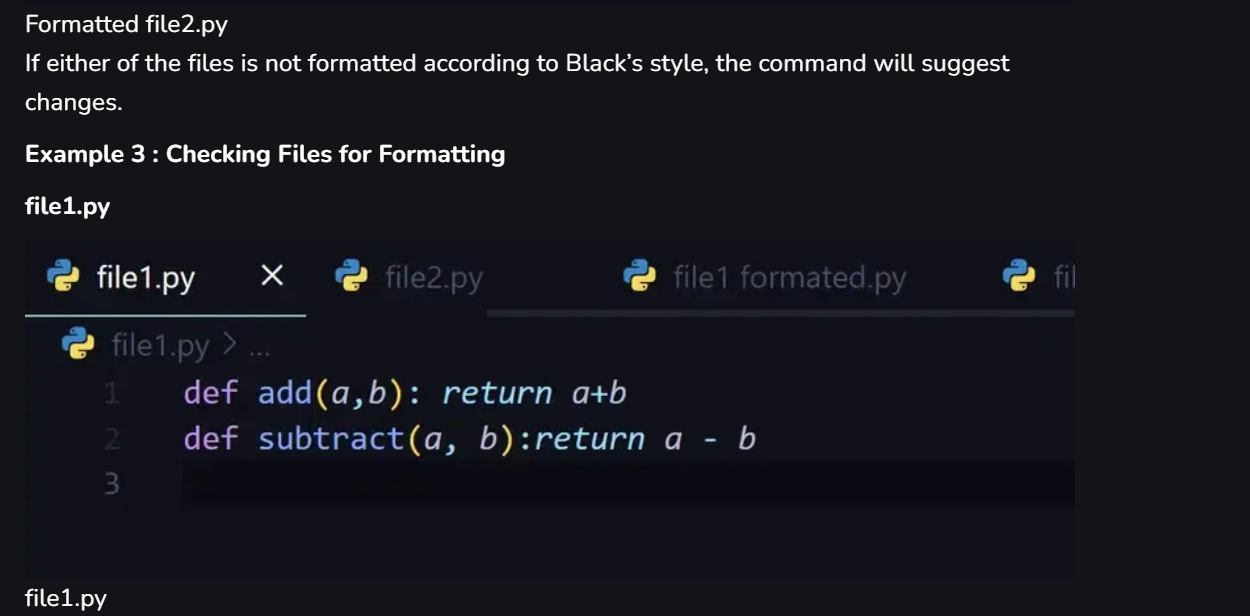 Formatted file2.py
If either of the files is not formatted according to Black’s style, the command will suggest
changes.
Example 3 : Checking Files for Formatting
file1.py
file1.py × file2.py file1 formated.py fil
file1.py > ...
1 def add(a,b): return a+b
2 def subtract(a, b):return a - b
3
file1.py